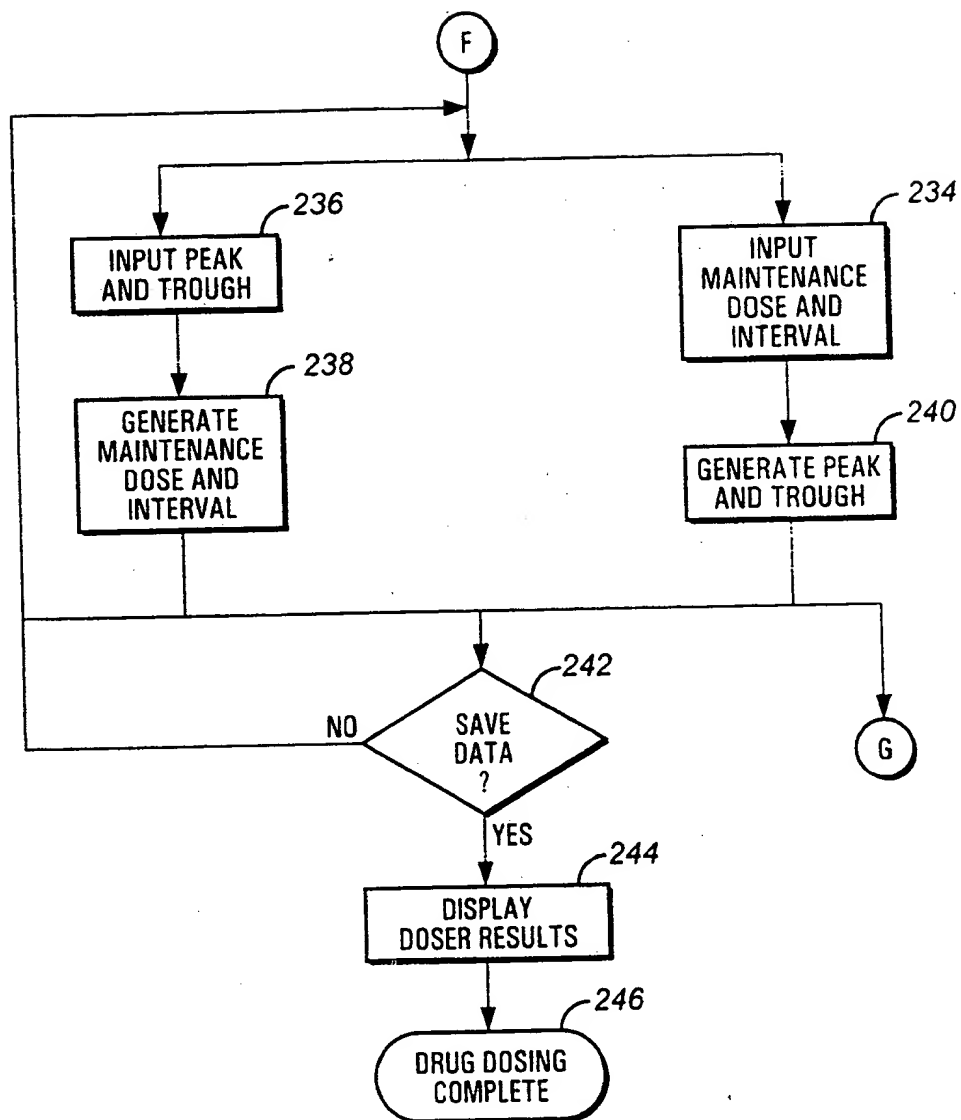 F
236
INPUT PEAK
AND TROUGH
234
INPUT
MAINTENANCE
DOSE AND
INTERVAL
238
GENERATE
MAINTENANCE
DOSE AND
INTERVAL
240
GENERATE PEAK
AND TROUGH
242
NO
SAVE
DATA
?
G
YES
244
DISPLAY
DOSER RESULTS
246
DRUG DOSING
COMPLETE